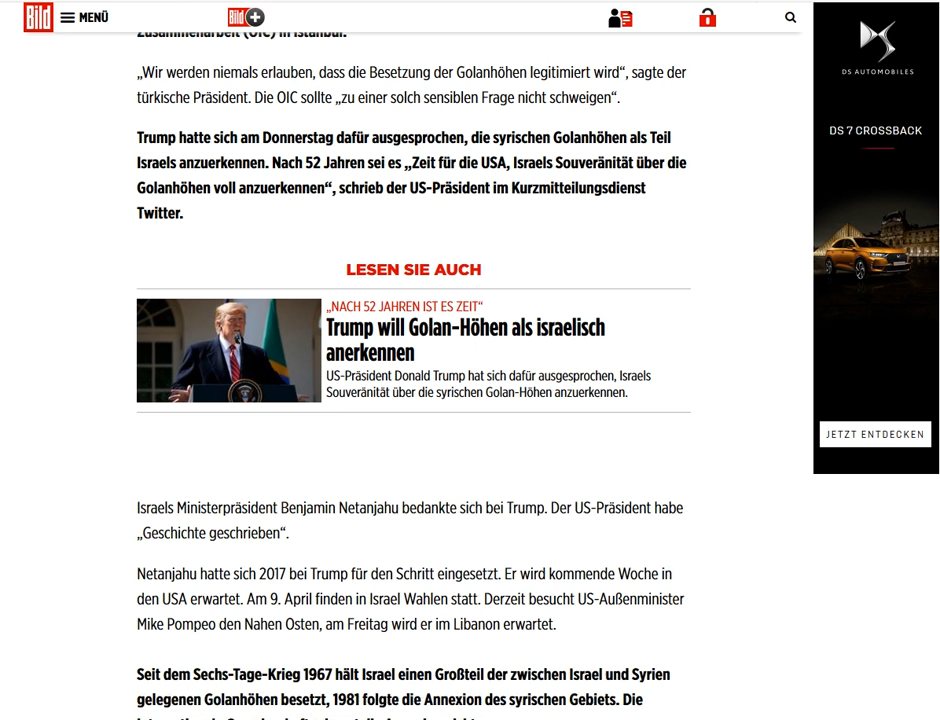 Bild
MENÜ
Bild
Zusammenarbeit (OIC) in Istanbul.
„Wir werden niemals erlauben, dass die Besetzung der Golanhöhen legitimiert wird“, sagte der
türkische Präsident. Die OIC sollte „zu einer solch sensiblen Frage nicht schweigen“.
Trump hatte sich am Donnerstag dafür ausgesprochen, die syrischen Golanhöhen als Teil
Israels anzuerkennen. Nach 52 Jahren sei es „Zeit für die USA, Israels Souveränität über die
Golanhöhen voll anzuerkennen“, schrieb der US-Präsident im Kurzmitteilungsdienst
Twitter.
LESEN SIE AUCH
„NACH 52 JAHREN IST ES ZEIT“
Trump will Golan-Höhen als israelisch
anerkennen
US-Präsident Donald Trump hat sich dafür ausgesprochen, Israels
Souveränität über die syrischen Golan-Höhen anzuerkennen.
Israels Ministerpräsident Benjamin Netanjahu bedankte sich bei Trump. Der US-Präsident habe
„Geschichte geschrieben“.
Netanjahu hatte sich 2017 bei Trump für den Schritt eingesetzt. Er wird kommende Woche in
den USA erwartet. Am 9. April finden in Israel Wahlen statt. Derzeit besucht US-Außenminister
Mike Pompeo den Nahen Osten, am Freitag wird er im Libanon erwartet.
Seit dem Sechs-Tage-Krieg 1967 hält Israel einen Großteil der zwischen Israel und Syrien
gelegenen Golanhöhen besetzt, 1981 folgte die Annexion des syrischen Gebiets. Die
DS AUTOMOBILES
DS 7 CROSSBACK
JETZT ENTDECKEN